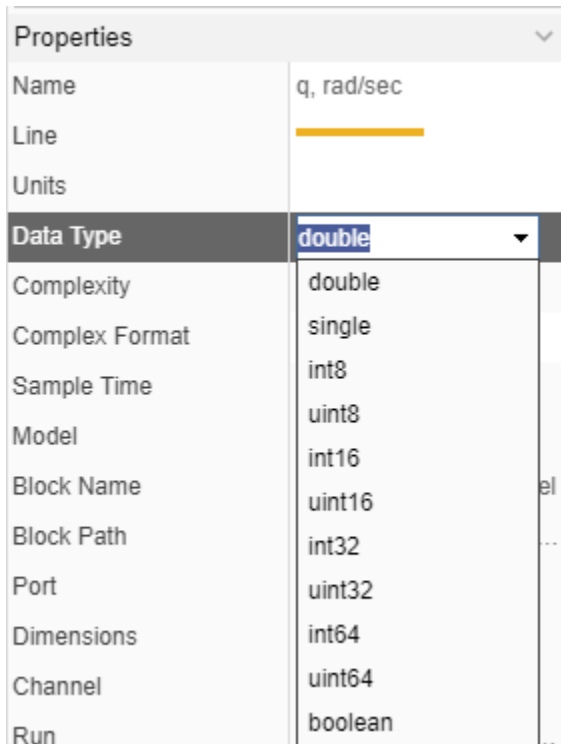 Properties
Name q, rad/sec
Line
Units
Data Type double
Complexity double
Complex Format single
Sample Time int8
Model uint8
Block Name int16
el
Block Path uint16
...
Port int32
Dimensions uint32
Channel int64
Run uint64
boolean